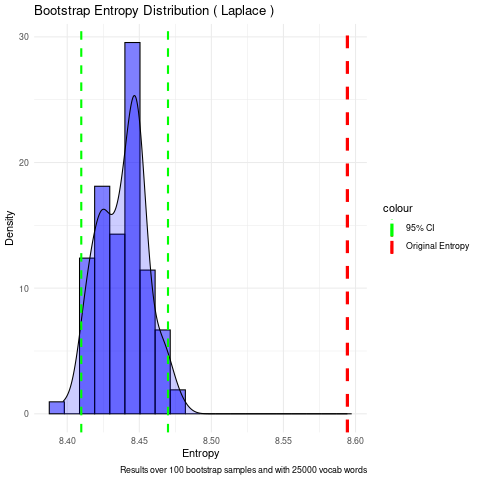 Bootstrap Entropy Distribution ( Laplace )
30
20
10
0
Density
8.40
8.45
8.50
8.55
8.60
Entropy
colour
95% CI
Original Entropy
Results over 100 bootstrap samples and with 25000 vocab words